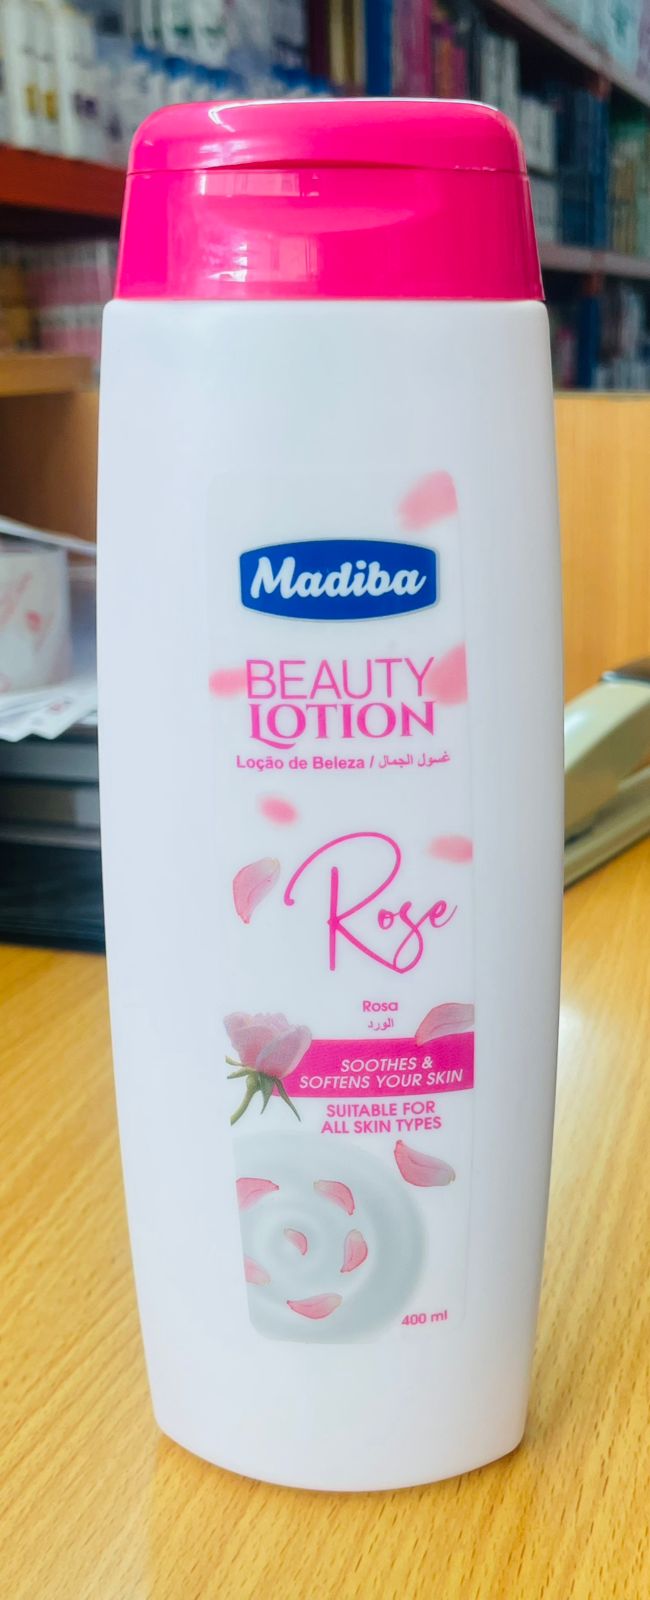 Madiba
BEAUTY
LOTION
Loção de Beleza / غسول الجمال
Rose
Rosa
الورد
SOOTHES &
SOFTENS YOUR SKIN
SUITABLE FOR
ALL SKIN TYPES
400 ml